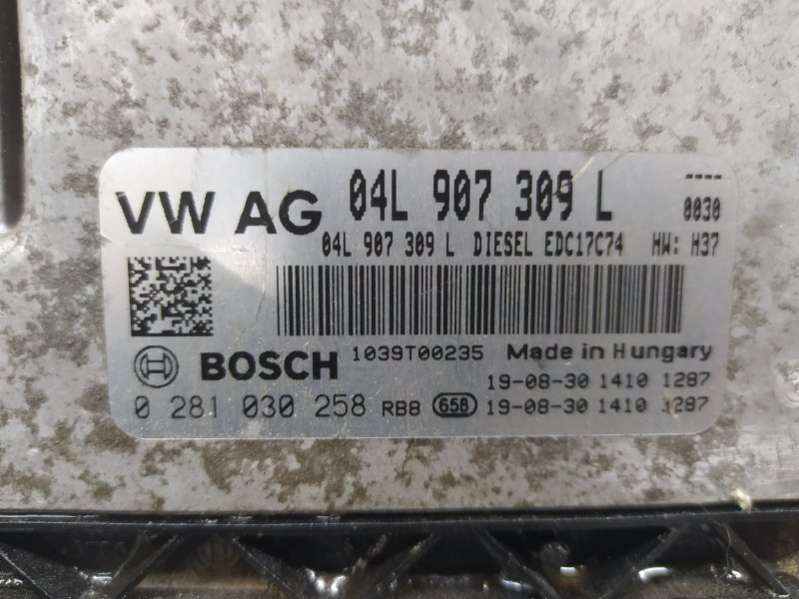 VW AG 04L 907 309 L ----
0030
04L 907 309 L DIESEL EDC17C74 HW: H37
BOSCH 1039T00235 Made in Hungary
19-08-30 1410 1287
0 281 030 258 RB8 658 19-08-30 1410 1287